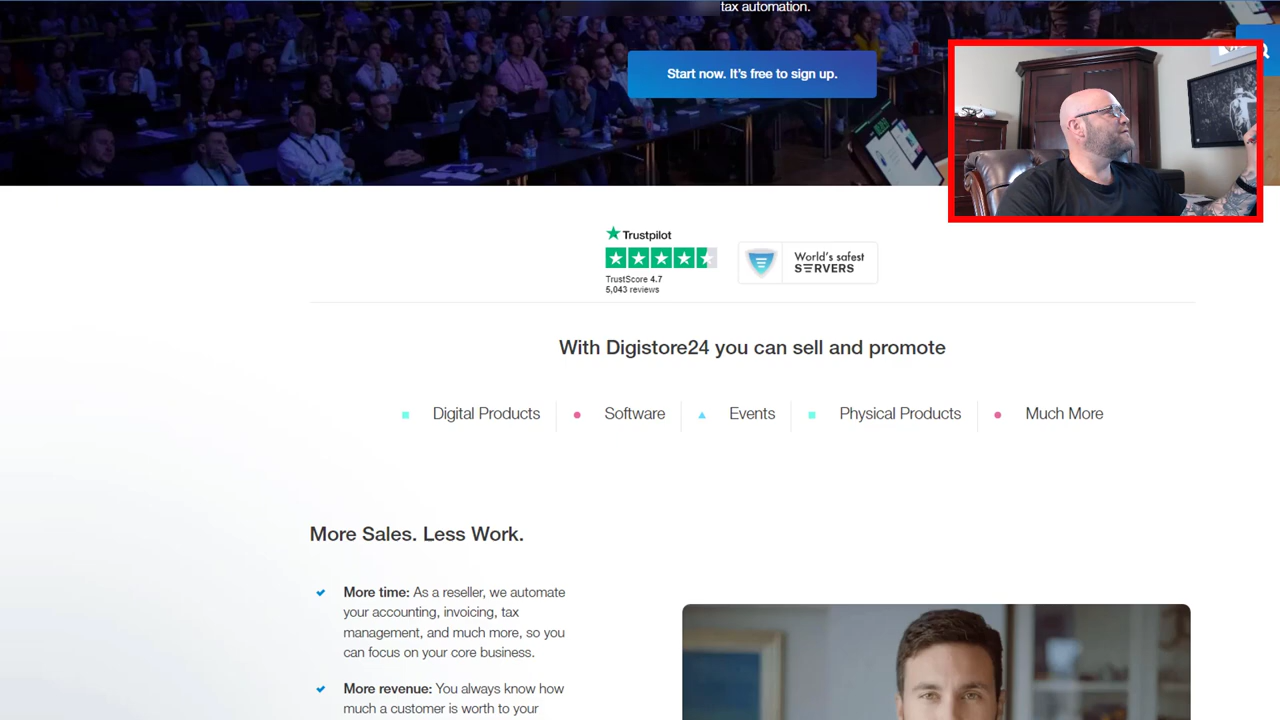 tax automation.
Start now. It's free to sign up.
Trustpilot
TrustScore 4.7
5,043 reviews
World's safest
SERVERS
With Digistore24 you can sell and promote
Digital Products
Software
Events
Physical Products
Much More
More Sales. Less Work.
More time: As a reseller, we automate
your accounting, invoicing, tax
management, and much more, so you
can focus on your core business.
More revenue: You always know how
much a customer is worth to your